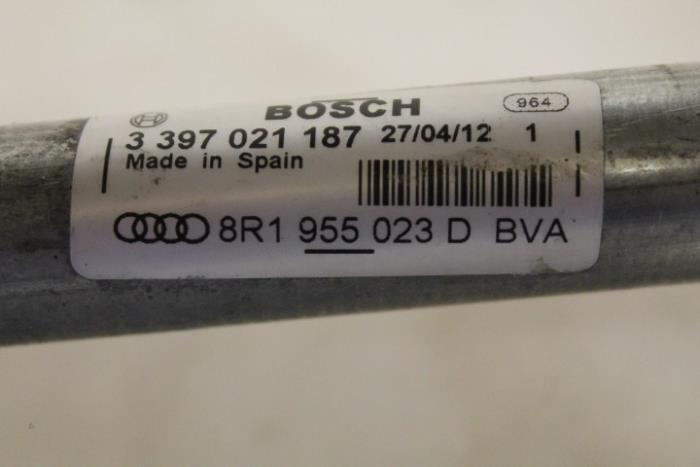 BOSCH 964
3 397 021 187 27/04/12 1
Made in Spain
8R1 955 023 D BVA